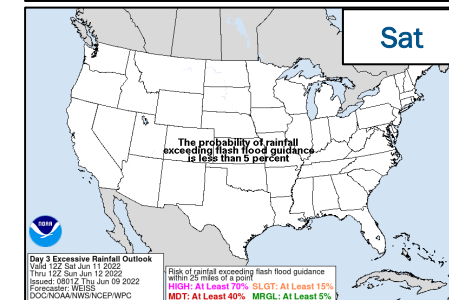 Sat
The probability of rainfall
exceeding flash flood guidance
is less than 5 percent
NOAA
Day 3 Excessive Rainfall Outlook
Valid 12Z Sat Jun 11 2022
Thru 12Z Sun Jun 12 2022
Issued: 0801Z Thu Jun 09 2022
Forecaster: WEISS
DOC/NOAA/NWS/NCEP/WPC
Risk of rainfall exceeding flash flood guidance
within 25 miles of a point
HIGH: At Least 70% SLGT: At Least 15%
MDT: At Least 40% MRGL: At Least 5%